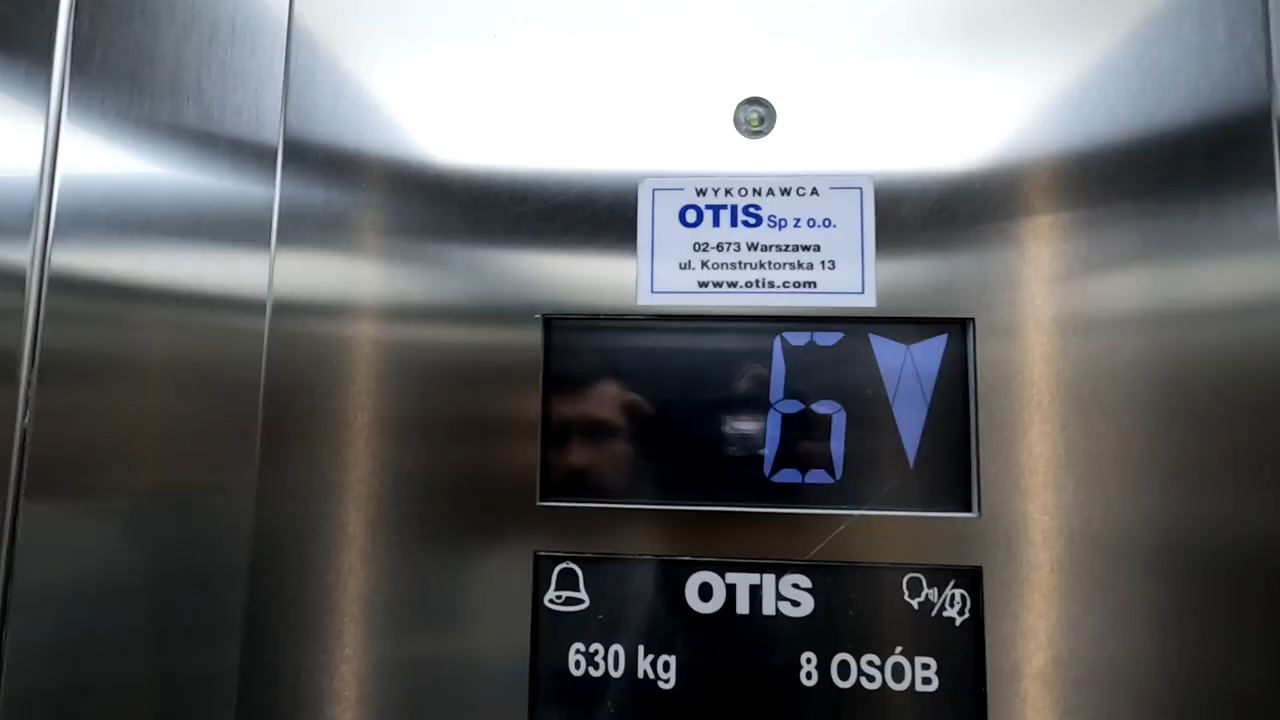 WYKONAWCA
OTIS Sp z o.o.
02-673 Warszawa
ul. Konstruktorska 13
www.otis.com
6
OTIS
630 kg 8 OSÓB